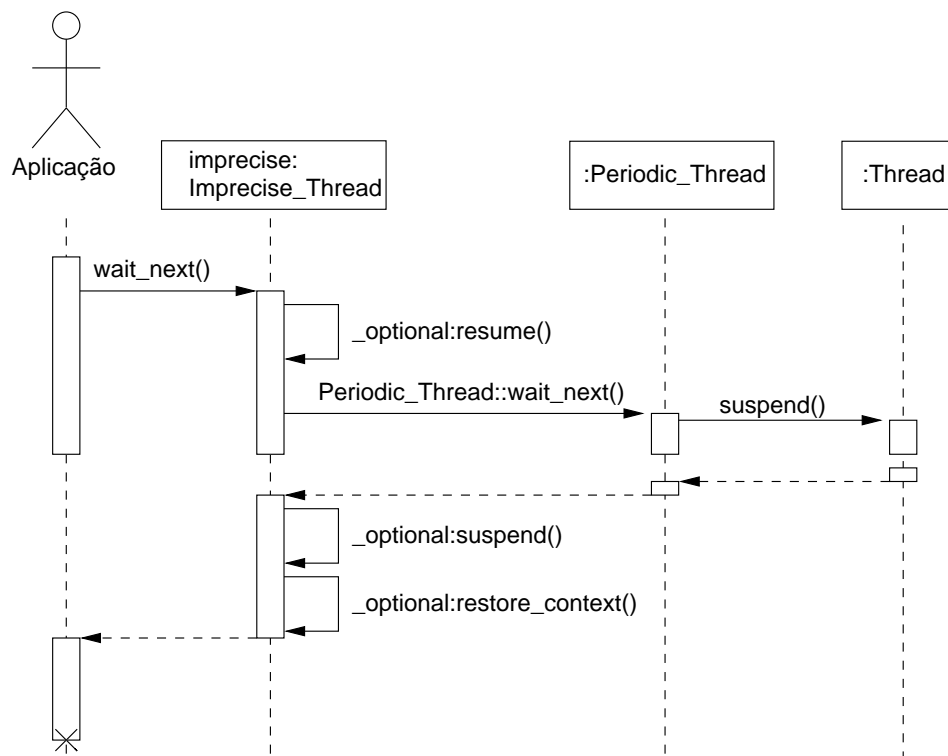 Aplicação
imprecise:
Imprecise_Thread
:Periodic_Thread
:Thread
wait_next()
_optional:resume()
Periodic_Thread::wait_next()
suspend()
_optional:suspend()
_optional:restore_context()